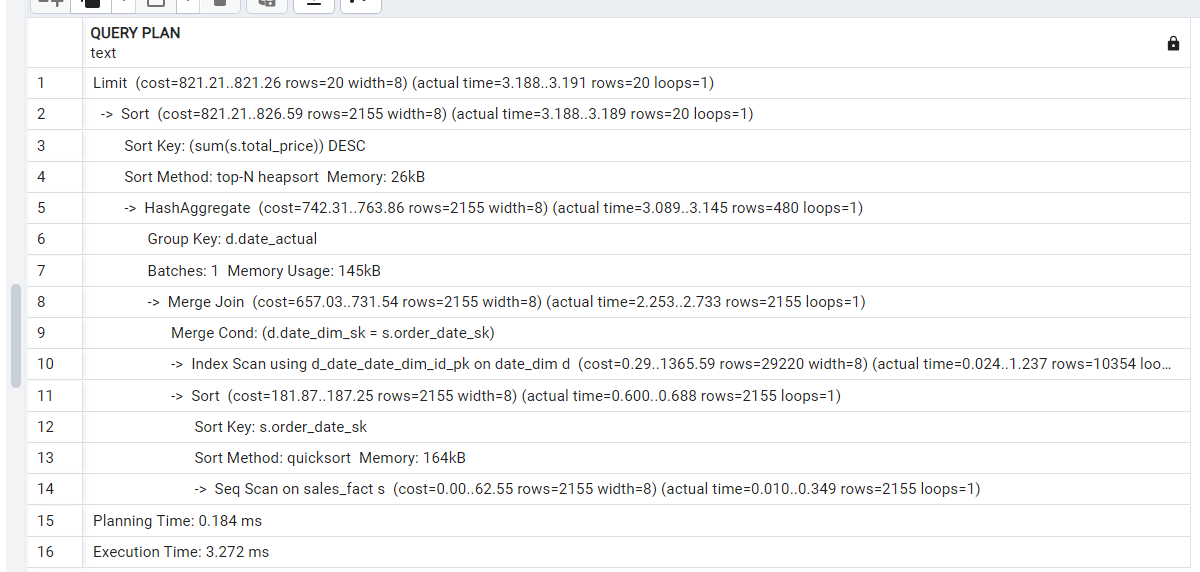 QUERY PLAN
text
1 Limit (cost=821.21..821.26 rows=20 width=8) (actual time=3.188..3.191 rows=20 loops=1)
2 -> Sort (cost=821.21..826.59 rows=2155 width=8) (actual time=3.188..3.189 rows=20 loops=1)
3 Sort Key: (sum(s.total_price)) DESC
4 Sort Method: top-N heapsort Memory: 26kB
5 -> HashAggregate (cost=742.31..763.86 rows=2155 width=8) (actual time=3.089..3.145 rows=480 loops=1)
6 Group Key: d.date_actual
7 Batches: 1 Memory Usage: 145kB
8 -> Merge Join (cost=657.03..731.54 rows=2155 width=8) (actual time=2.253..2.733 rows=2155 loops=1)
9 Merge Cond: (d.date_dim_sk = s.order_date_sk)
10 -> Index Scan using d_date_date_dim_id_pk on date_dim d (cost=0.29..1365.59 rows=29220 width=8) (actual time=0.024..1.237 rows=10354 loo...
11 -> Sort (cost=181.87..187.25 rows=2155 width=8) (actual time=0.600..0.688 rows=2155 loops=1)
12 Sort Key: s.order_date_sk
13 Sort Method: quicksort Memory: 164kB
14 -> Seq Scan on sales_fact s (cost=0.00..62.55 rows=2155 width=8) (actual time=0.010..0.349 rows=2155 loops=1)
15 Planning Time: 0.184 ms
16 Execution Time: 3.272 ms